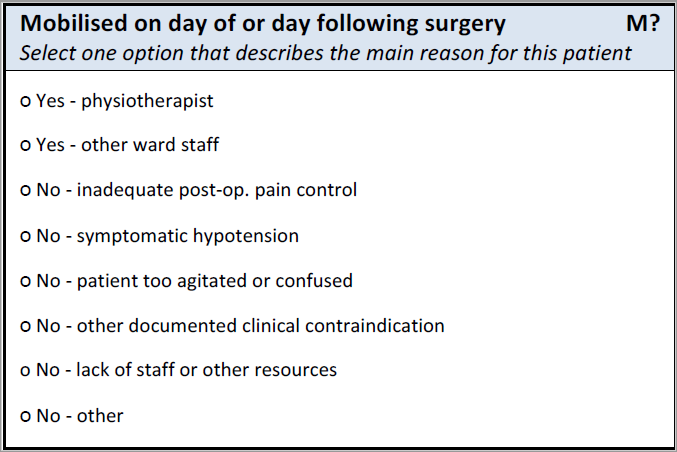 Mobilised on day of or day following surgery M?
Select one option that describes the main reason for this patient
o Yes - physiotherapist
o Yes - other ward staff
o No - inadequate post-op. pain control
o No - symptomatic hypotension
o No - patient too agitated or confused
o No - other documented clinical contraindication
o No - lack of staff or other resources
o No - other